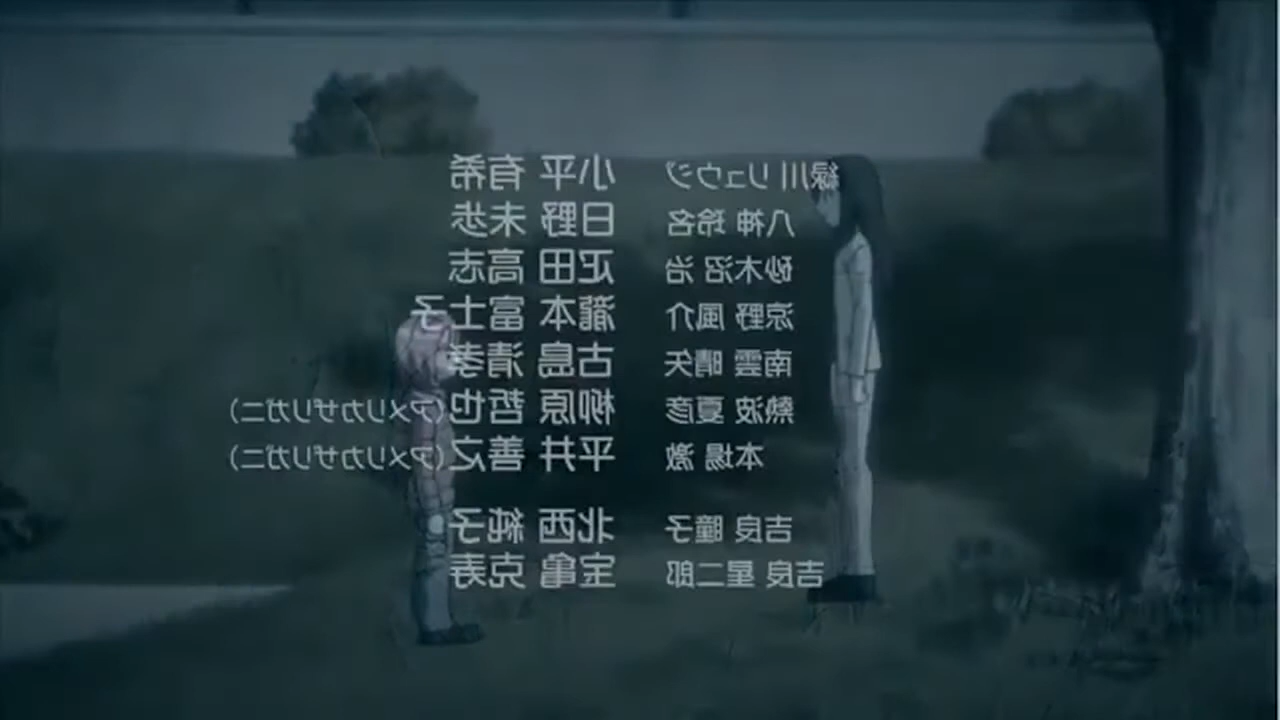 緑川 リュウジ 小平 有希
八神 玲名 日野 未歩
砂木沼 治 疋田 高志
涼野 風介 瀧本 富士子
南雲 晴矢 古島 清孝
熱波 夏彦 柳原 哲也(アメリカザリガニ)
本場 激 平井 善之(アメリカザリガニ)
吉良 瞳子 北西 純子
吉良 星二郎 宝亀 克寿